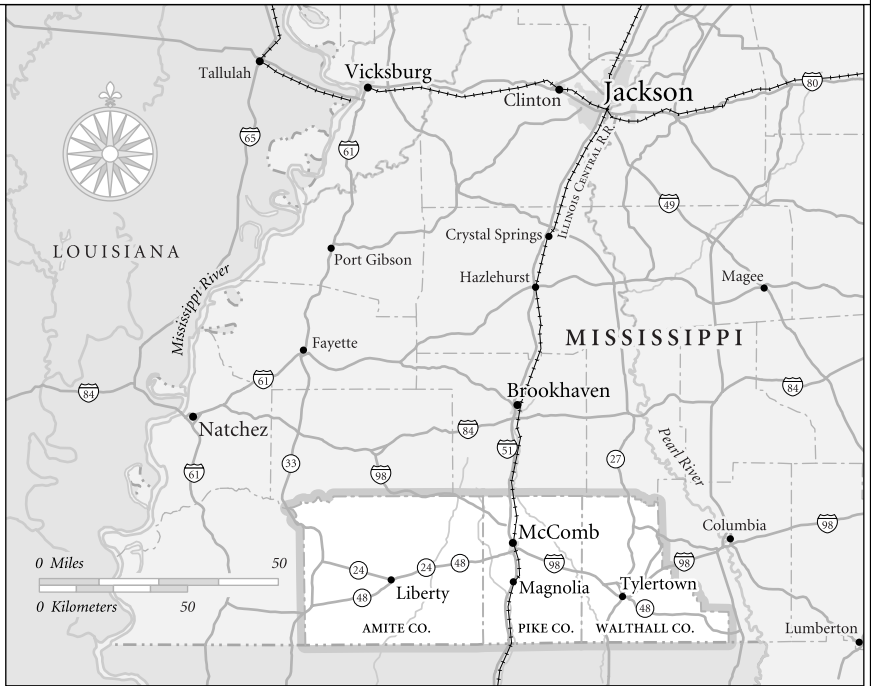 Tallulah
Vicksburg
Clinton
Jackson
80
65
61
ILLINOIS CENTRAL R.R.
49
LOUISIANA
Crystal Springs
Port Gibson
Mississippi River
Hazlehurst
Magee
MISSISSIPPI
Fayette
61
84
84
Brookhaven
Natchez
84
51
Pearl River
33
27
61
98
Columbia
98
McComb
0 Miles 50
24
24
48
98
98
0 Kilometers 50
48
Liberty
Magnolia
Tylertown
48
AMITE CO.
PIKE CO.
WALTHALL CO.
Lumberton